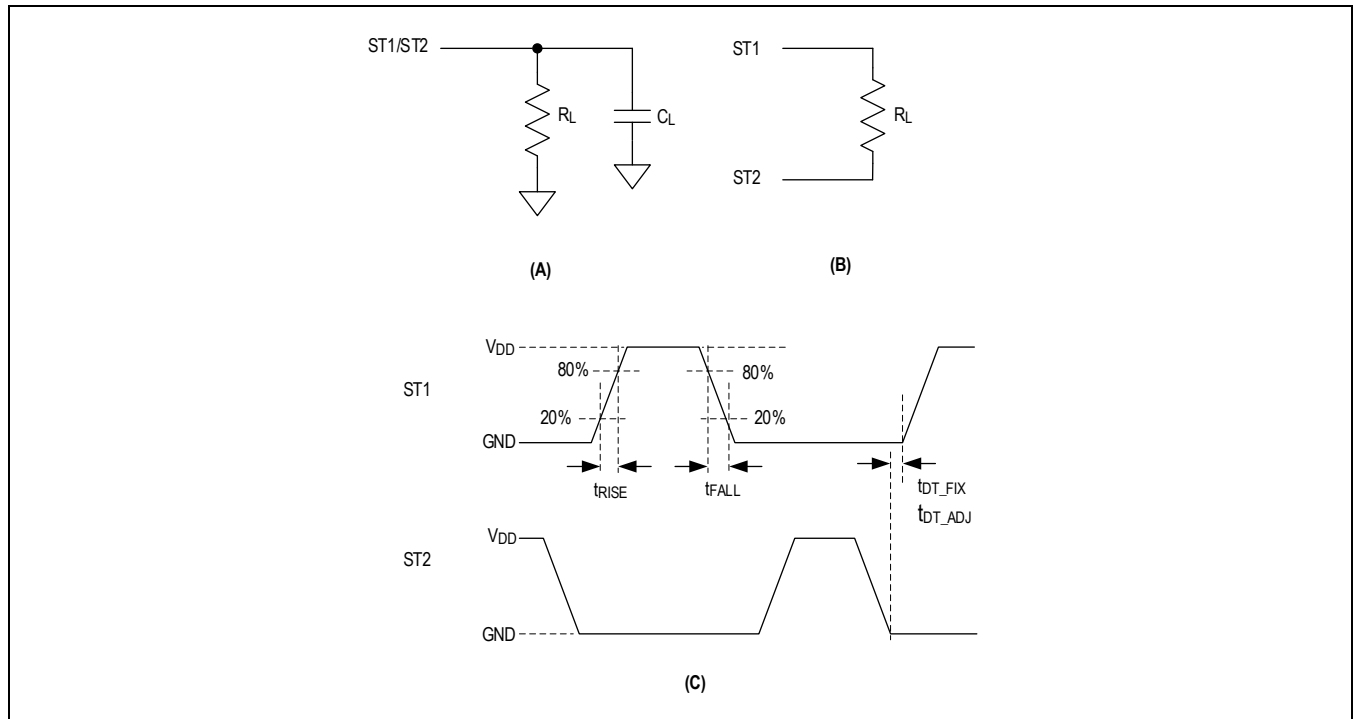 ST1/ST2
RL
CL
(A)
ST1
RL
ST2
(B)
ST1
VDD
80%
80%
20%
20%
GND
tRISE
tFALL
tDT_FIX
tDT_ADJ
ST2
VDD
GND
(C)